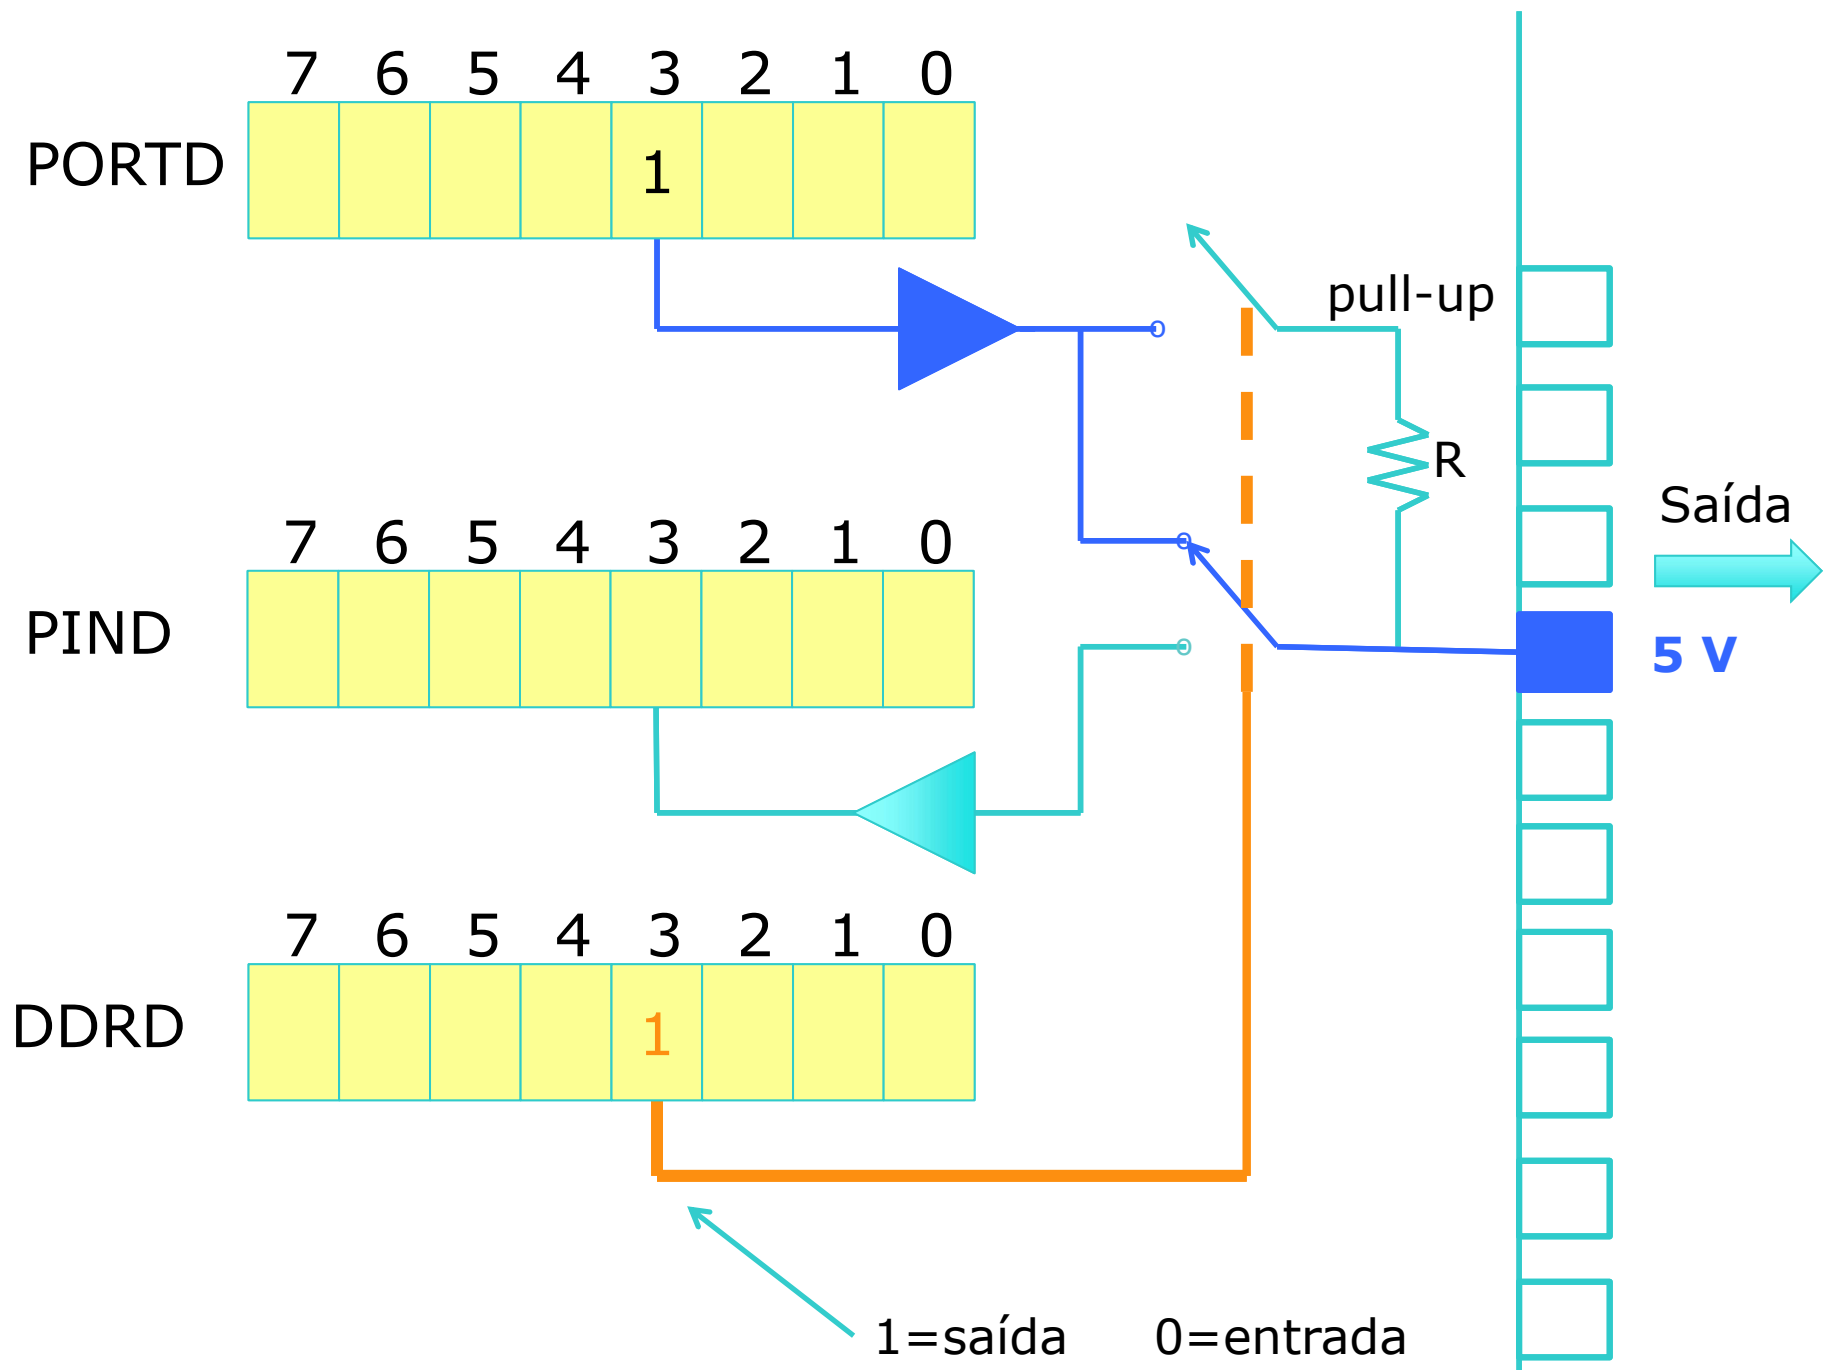 7 6 5 4 3 2 1 0
PORTD 1
pull-up
R
Saída
7 6 5 4 3 2 1 0
PIND
5 V
7 6 5 4 3 2 1 0
DDRD 1
1=saída 0=entrada